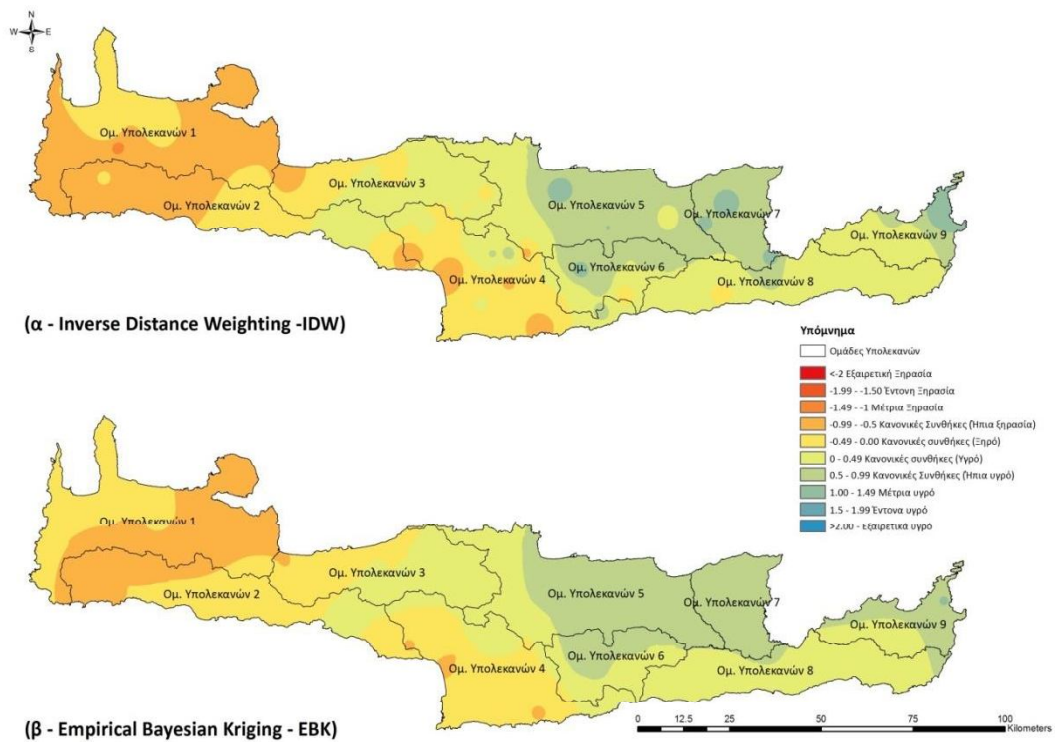 N
W E
S
Ομ. Υπολεκανών 1
Ομ. Υπολεκανών 2
Ομ. Υπολεκανών 3
Ομ. Υπολεκανών 4
Ομ. Υπολεκανών 5
Ομ. Υπολεκανών 6
Ομ. Υπολεκανών 7
Ομ. Υπολεκανών 8
Ομ. Υπολεκανών 9
(α - Inverse Distance Weighting -IDW)
Υπόμνημα
Ομάδες Υπολεκανών
<-2 Εξαιρετική Ξηρασία
-1.99 - -1.50 Έντονη Ξηρασία
-1.49 - -1 Μέτρια Ξηρασία
-0.99 - -0.5 Κανονικές Συνθήκες (Ήπια ξηρασία)
-0.49 - 0.00 Κανονικές συνθήκες (Ξηρό)
0 - 0.49 Κανονικές συνθήκες (Υγρό)
0.5 - 0.99 Κανονικές Συνθήκες (Ήπια υγρό)
1.00 - 1.49 Μέτρια υγρό
1.5 - 1.99 Έντονα υγρό
>2.00 - Εξαιρετικά υγρό
Ομ. Υπολεκανών 1
Ομ. Υπολεκανών 2
Ομ. Υπολεκανών 3
Ομ. Υπολεκανών 4
Ομ. Υπολεκανών 5
Ομ. Υπολεκανών 6
Ομ. Υπολεκανών 7
Ομ. Υπολεκανών 8
Ομ. Υπολεκανών 9
(β - Empirical Bayesian Kriging - EBK)
0 12.5 25 50 75 100
Kilometers